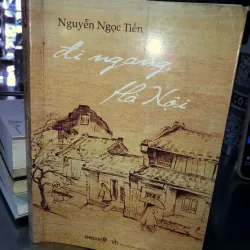 Nguyễn Ngọc Tiến
đi ngang
Hà Nội